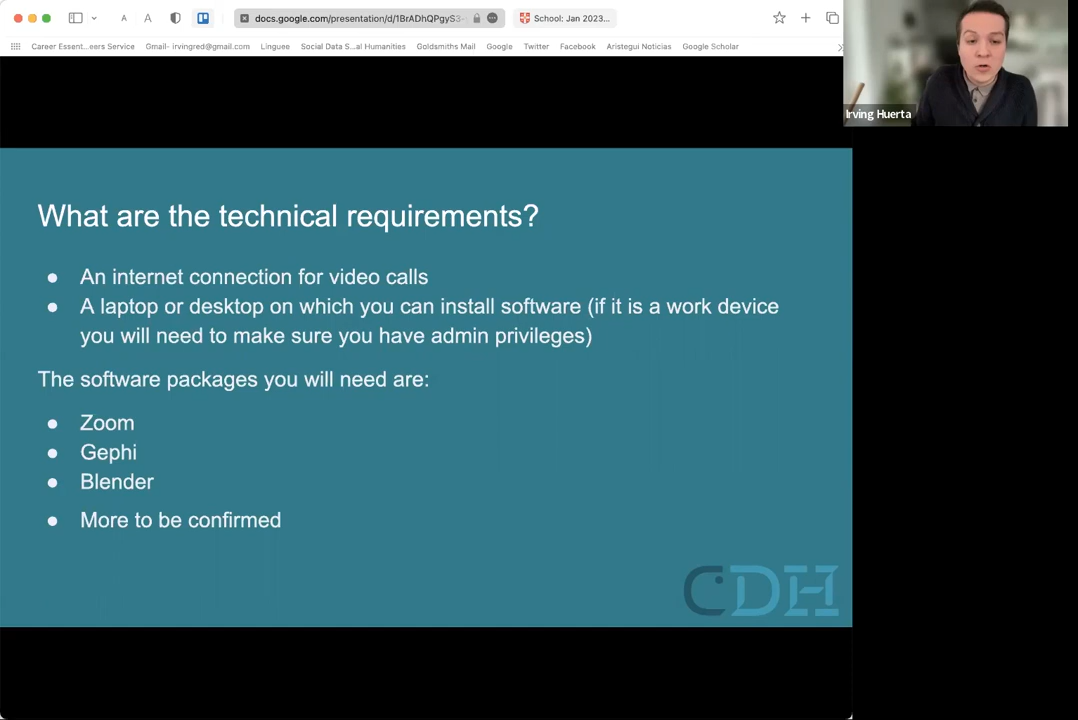 A
A
docs.google.com/presentation/d/1BrADhQPgyS3
School: Jan 2023...
Career Essent...eers Service
Gmail- irvingred@gmail.com
Linguee
Social Data S...al Humanities
Goldsmiths Mail
Google
Twitter
Facebook
Aristegui Noticias
Google Scholar
Irving Huerta
What are the technical requirements?
● An internet connection for video calls
● A laptop or desktop on which you can install software (if it is a work device
you will need to make sure you have admin privileges)
The software packages you will need are:
● Zoom
● Gephi
● Blender
● More to be confirmed
CDH